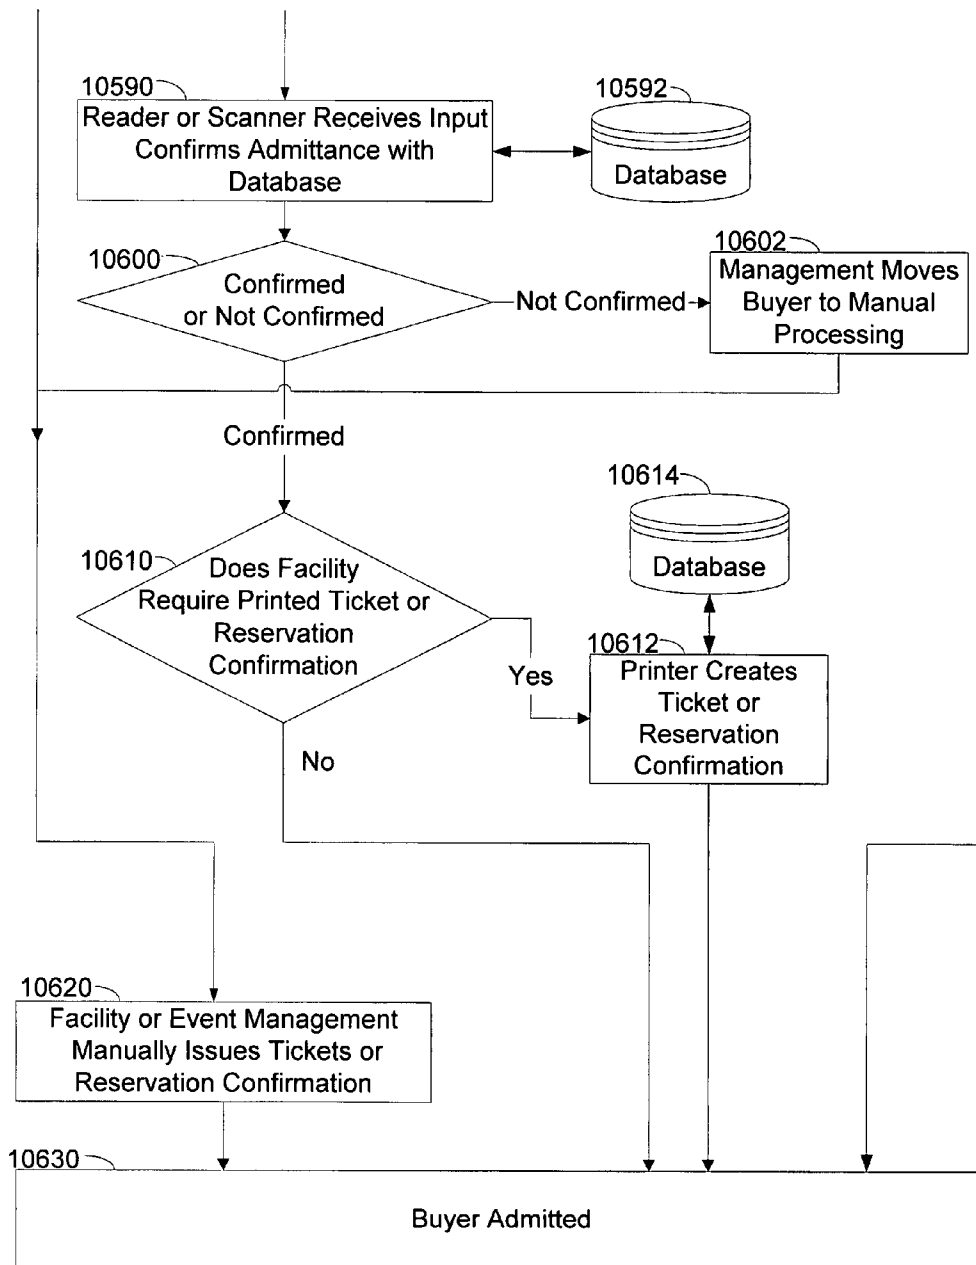 10590
Reader or Scanner Receives Input
Confirms Admittance with
Database
10592
Database
10600
Confirmed
or Not Confirmed
Not Confirmed
10602
Management Moves
Buyer to Manual
Processing
Confirmed
10610
Does Facility
Require Printed Ticket or
Reservation
Confirmation
10614
Database
Yes
10612
Printer Creates
Ticket or
Reservation
Confirmation
No
10620
Facility or Event Management
Manually Issues Tickets or
Reservation Confirmation
10630
Buyer Admitted